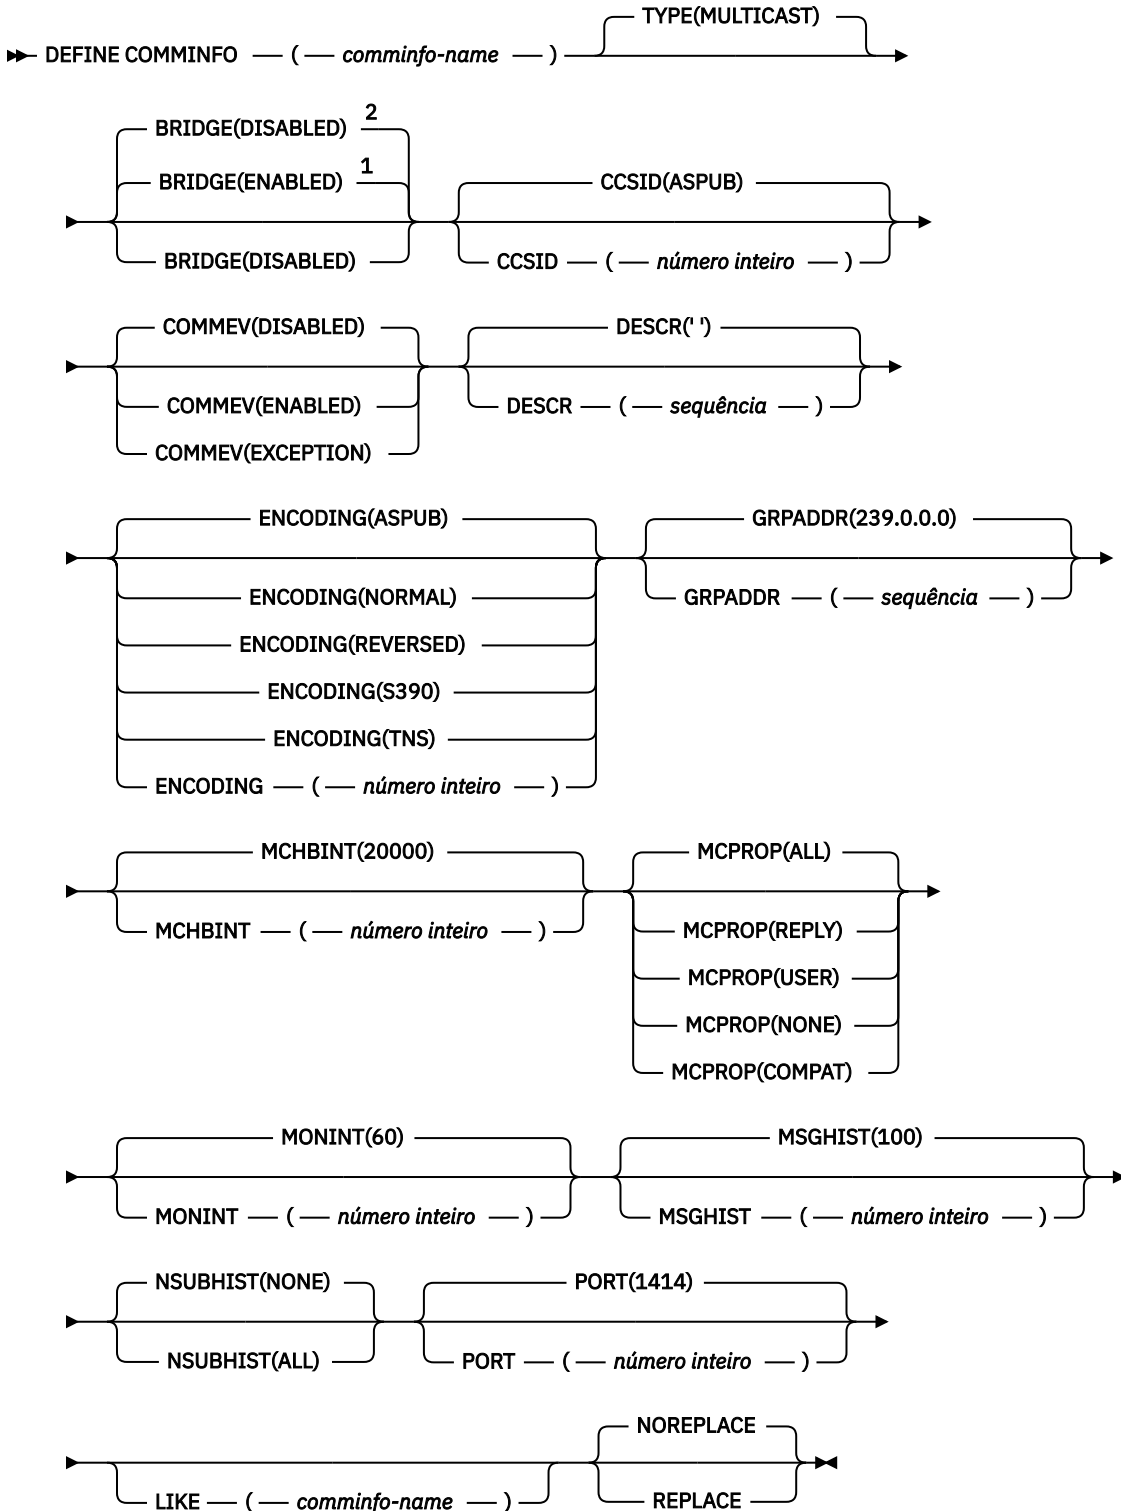 TYPE(MULTICAST)
DEFINE COMMINFO ( comminfo-name )
BRIDGE(DISABLED) 2
BRIDGE(ENABLED) 1 CCSID(ASPUB)
BRIDGE(DISABLED) CCSID ( número inteiro )
COMMEV(DISABLED) DESCR(' ')
COMMEV(ENABLED) DESCR ( sequência )
COMMEV(EXCEPTION)
ENCODING(ASPUB) GRPADDR(239.0.0.0)
ENCODING(NORMAL) GRPADDR ( sequência )
ENCODING(REVERSED)
ENCODING(S390)
ENCODING(TNS)
ENCODING ( número inteiro )
MCHBINT(20000) MCPROP(ALL)
MCHBINT ( número inteiro ) MCPROP(REPLY)
MCPROP(USER)
MCPROP(NONE)
MCPROP(COMPAT)
MONINT(60) MSGHIST(100)
MONINT ( número inteiro ) MSGHIST ( número inteiro )
NSUBHIST(NONE) PORT(1414)
NSUBHIST(ALL) PORT ( número inteiro )
NOREPLACE
LIKE ( comminfo-name ) REPLACE